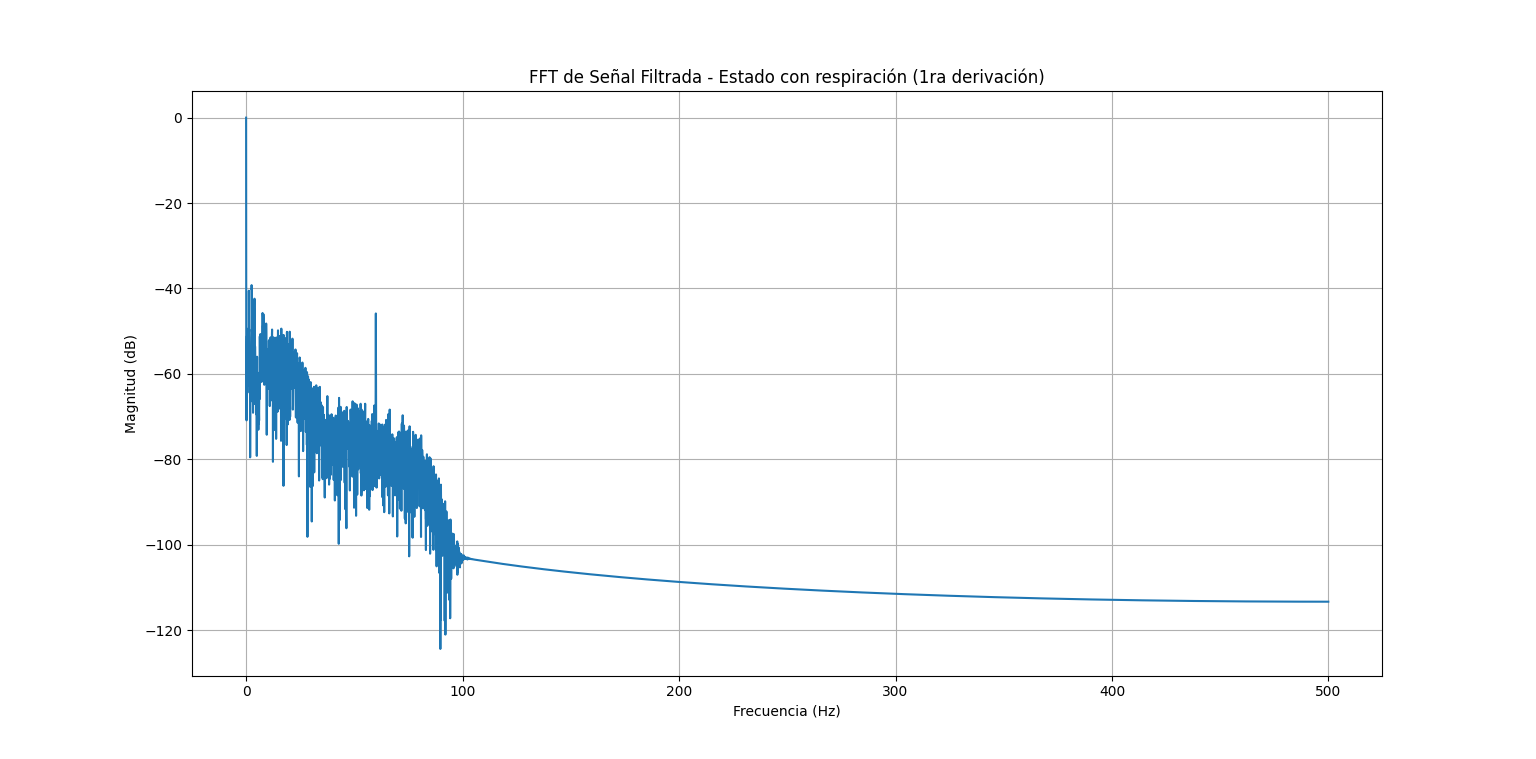 FFT de Señal Filtrada - Estado con respiración (1ra derivación)
Magnitud (dB)
0
−20
−40
−60
−80
−100
−120
0 100 200 300 400 500
Frecuencia (Hz)